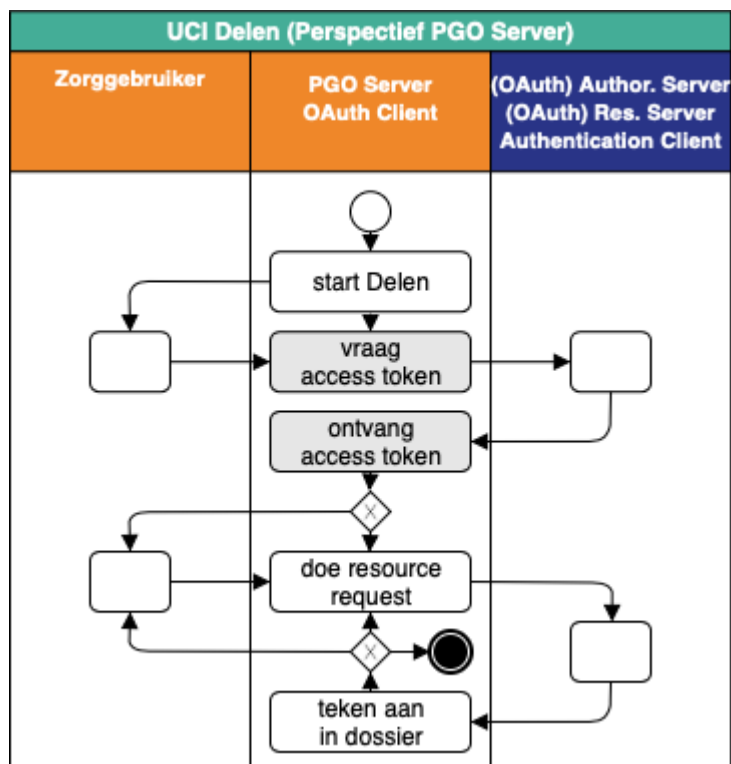 UCI Delen (Perspectief PGO Server)
Zorggebruiker
PGO Server
OAuth Client
(OAuth) Author. Server
(OAuth) Res. Server
Authentication Client
start Delen
vraag
access token
ontvang
access token
X
doe resource
request
X
teken aan
in dossier